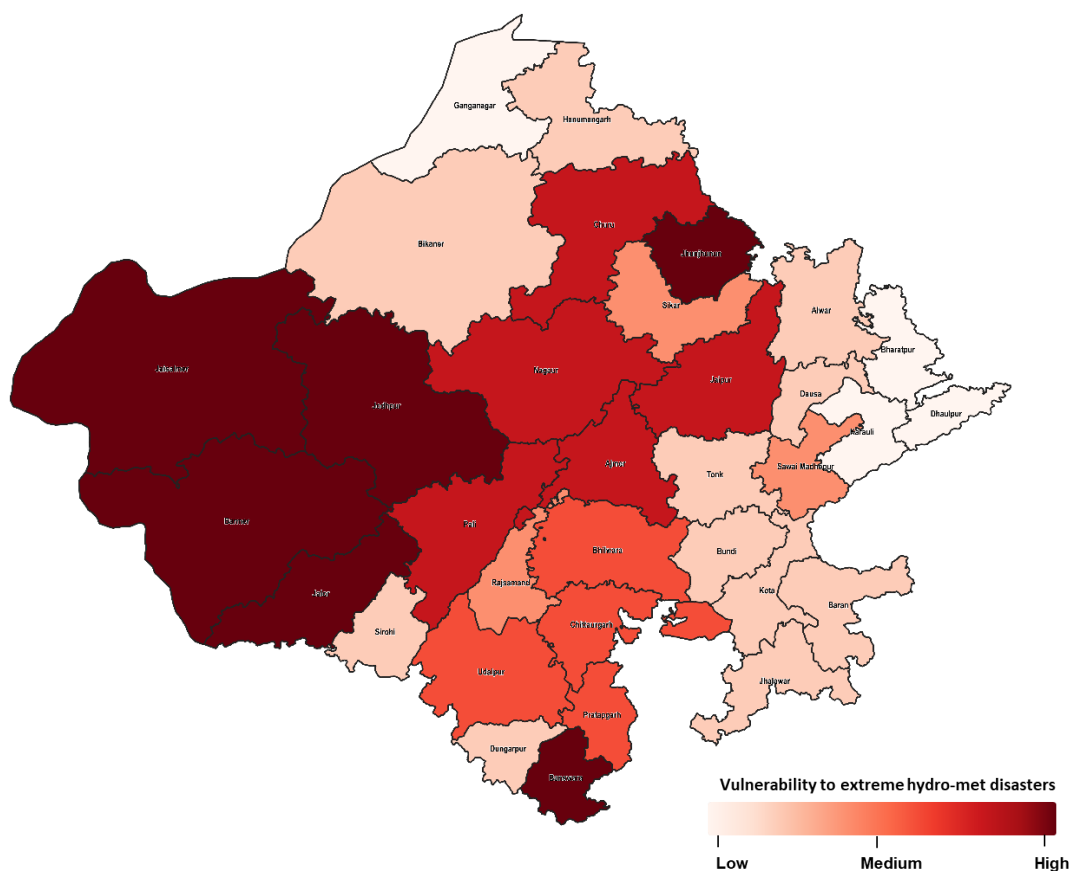 Ganganagar
Hanumangarh
Bikaner
Churu
Jhunjhunun
Sikar
Alwar
Bharatpur
Jaisalmer
Nagaur
Jaipur
Dausa
Jodhpur
Dhaulpur
Karauli
Ajmer
Sawai Madhopur
Tonk
Barmer
Pali
Bhilwara
Bundi
Rajsamand
Kota
Jalor
Baran
Sirohi
Chittaurgarh
Udaipur
Jhalawar
Pratapgarh
Dungarpur
Banswara
Vulnerability to extreme hydro-met disasters
Low Medium High